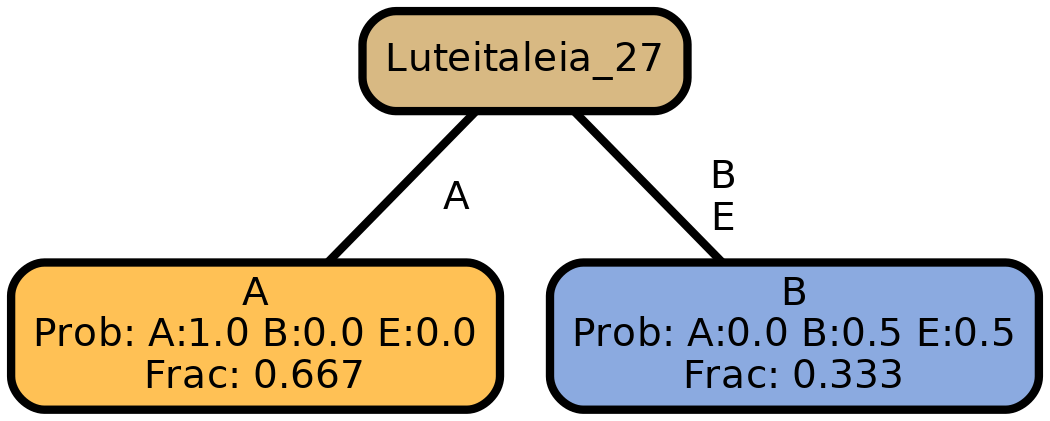 Luteitaleia_27
A
B
E
A
Prob: A:1.0 B:0.0 E:0.0
Frac: 0.667
B
Prob: A:0.0 B:0.5 E:0.5
Frac: 0.333